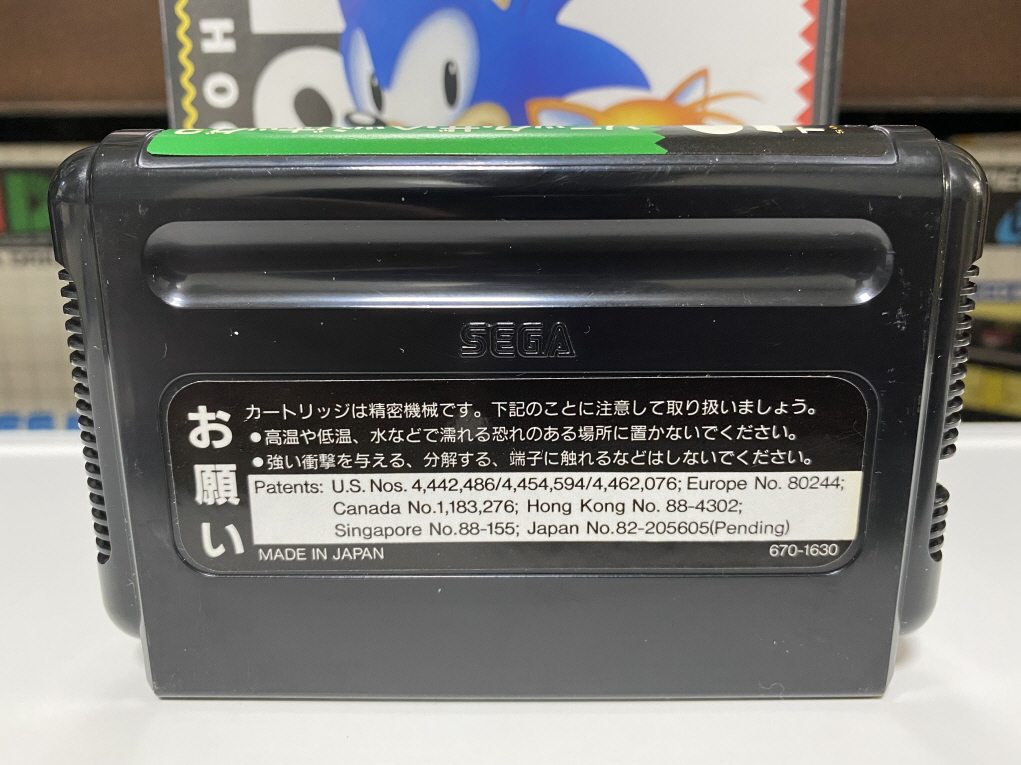 SEGA
お願い
カートリッジは精密機械です。下記のことに注意して取り扱いましょう。
●高温や低温、水などで濡れる恐れのある場所に置かないでください。
●強い衝撃を与える、分解する、端子に触れるなどはしないでください。
Patents: U.S. Nos. 4,442,486/4,454,594/4,462,076; Europe No. 80244;
Canada No.1,183,276; Hong Kong No. 88-4302;
Singapore No.88-155; Japan No.82-205605(Pending)
MADE IN JAPAN
670-1630